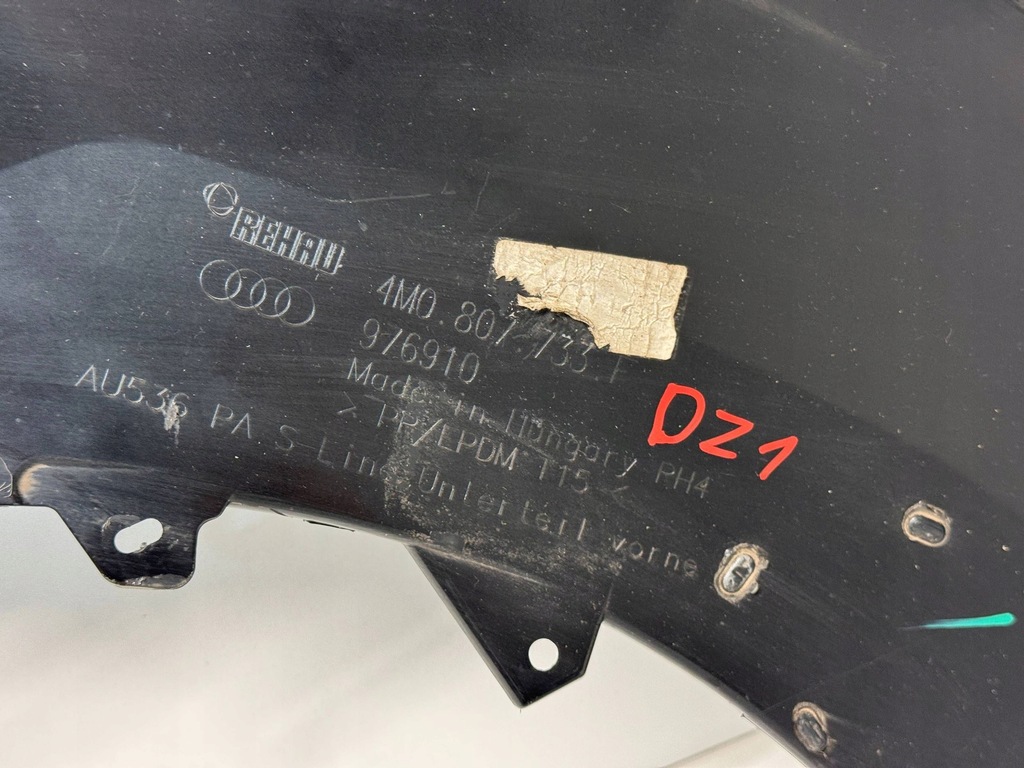 REHAU
4M0.807.733.F
976910
Made in Hungary PH4
>PP/EPDM T15<
AU536 PA S-Line Unterteil vorne
DZ1